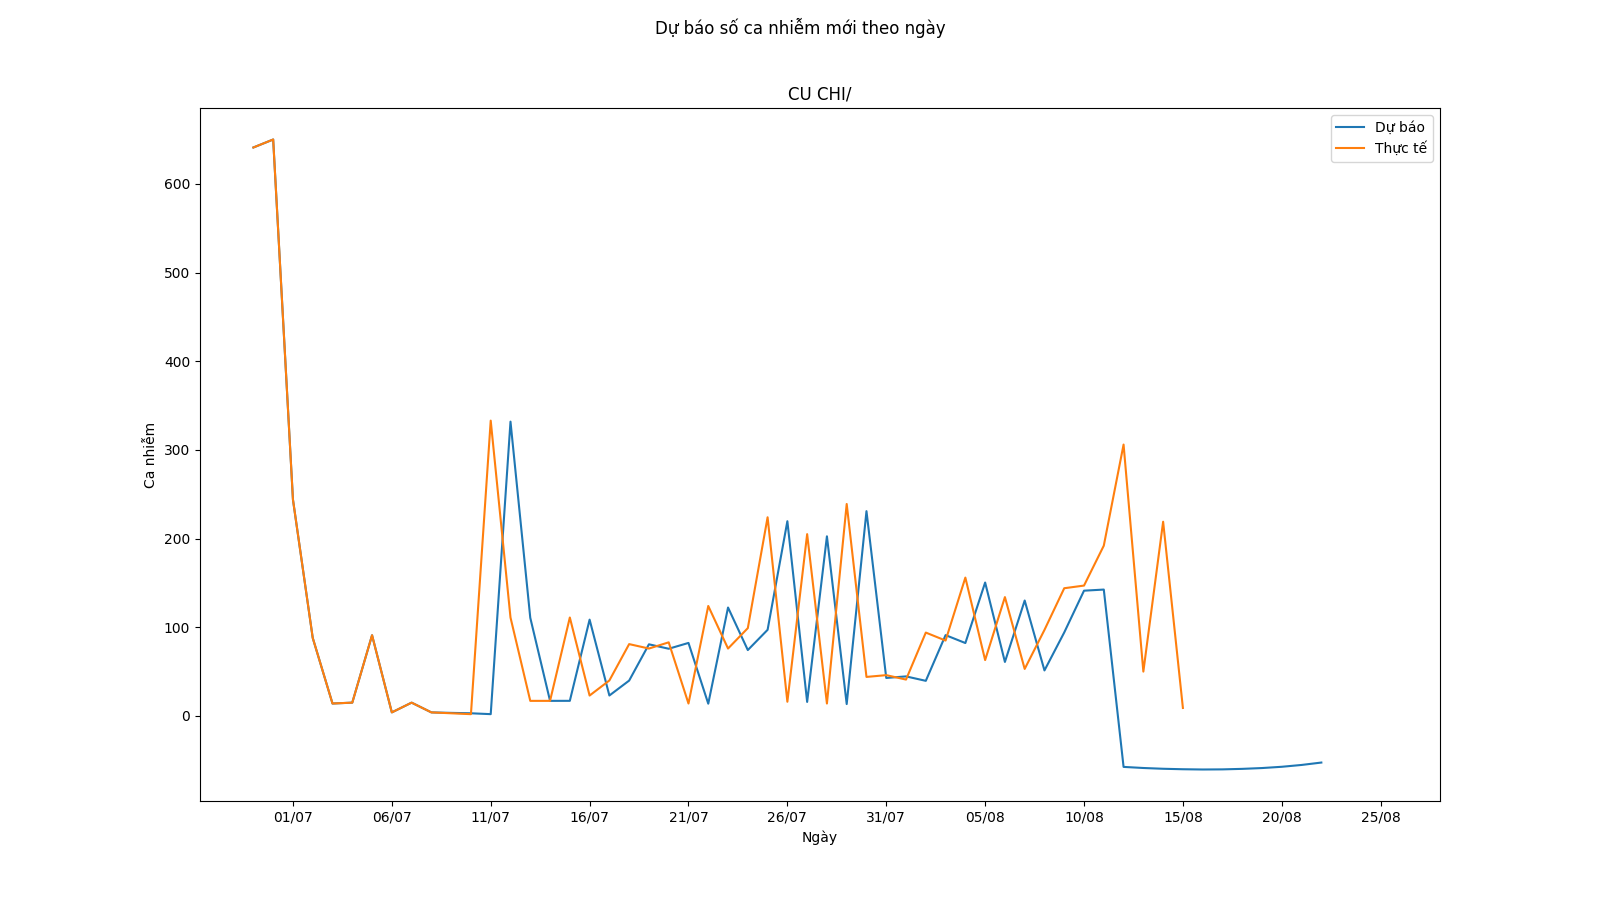 Dự báo số ca nhiễm mới theo ngày
CU CHI/
Dự báo
Thực tế
600
500
400
300
200
100
0
Ca nhiễm
01/07 06/07 11/07 16/07 21/07 26/07 31/07 05/08 10/08 15/08 20/08 25/08
Ngày